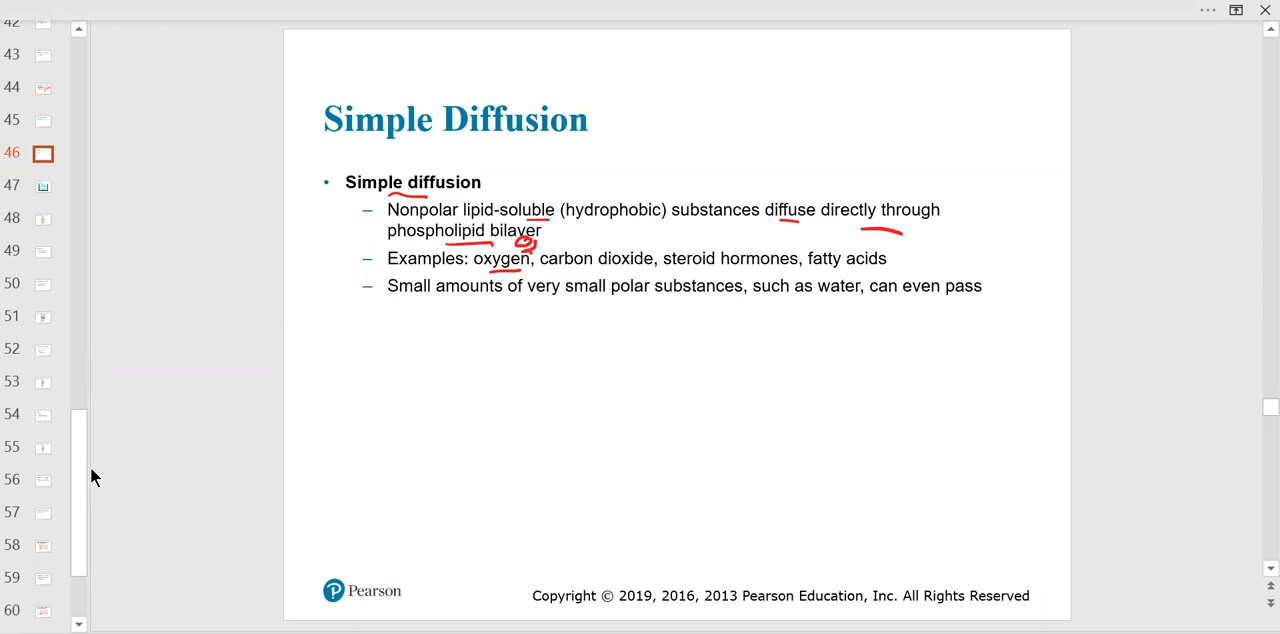 42
43
44
45
46
47
48
49
50
51
52
53
54
55
56
57
58
59
60
Simple Diffusion
• Simple diffusion
– Nonpolar lipid-soluble (hydrophobic) substances diffuse directly through
phospholipid bilayer
O2
– Examples: oxygen, carbon dioxide, steroid hormones, fatty acids
– Small amounts of very small polar substances, such as water, can even pass
P Pearson
Copyright © 2019, 2016, 2013 Pearson Education, Inc. All Rights Reserved